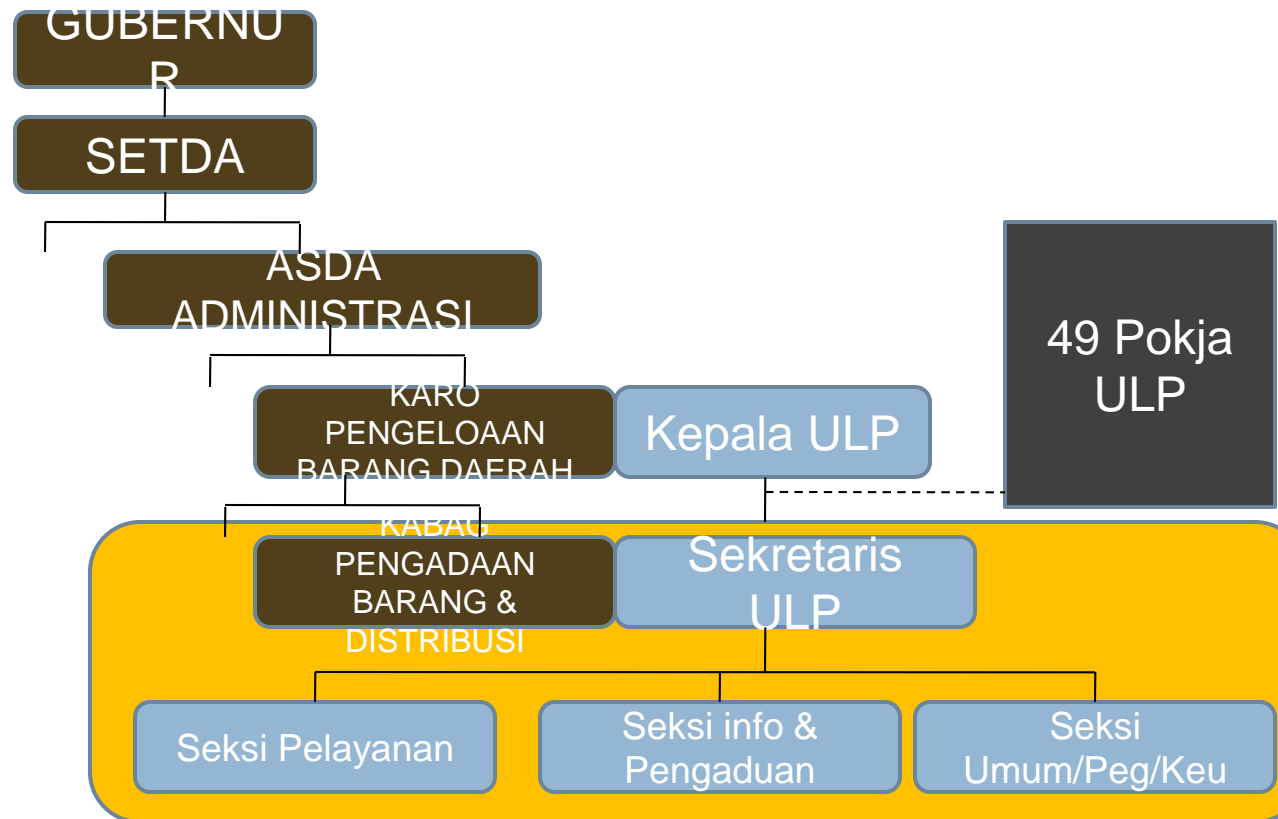 GUBERNU
R
SETDA
ASDA
ADMINISTRASI
49 Pokja
ULP
KARO
PENGELOAAN
BARANG DAERAH
Kepala ULP
KABAG
PENGADAAN
BARANG &
DISTRIBUSI
Sekretaris
ULP
Seksi Pelayanan
Seksi info &
Pengaduan
Seksi
Umum/Peg/Keu